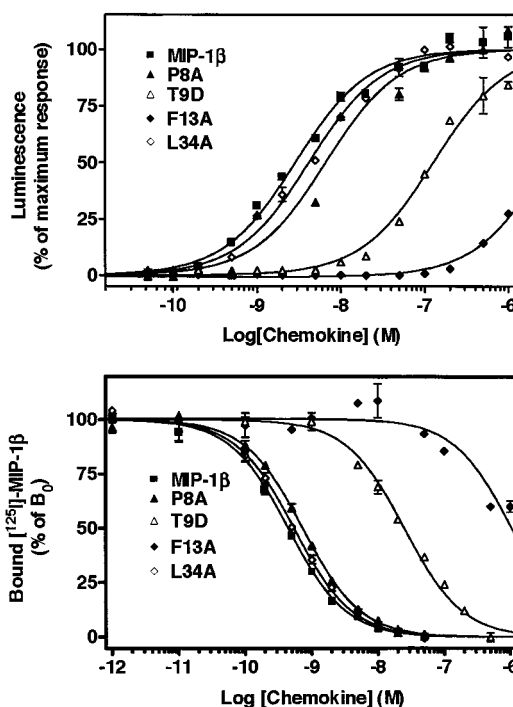 Luminescence
(% of maximum response)
100
75
50
25
0
MIP-1β
P8A
T9D
F13A
L34A
-10 -9 -8 -7 -6
Log[Chemokine] (M)
Bound [¹²⁵I]-MIP-1β
(% of B₀)
100
75
50
25
0
MIP-1β
P8A
T9D
F13A
L34A
-12 -11 -10 -9 -8 -7 -6
Log [Chemokine] (M)